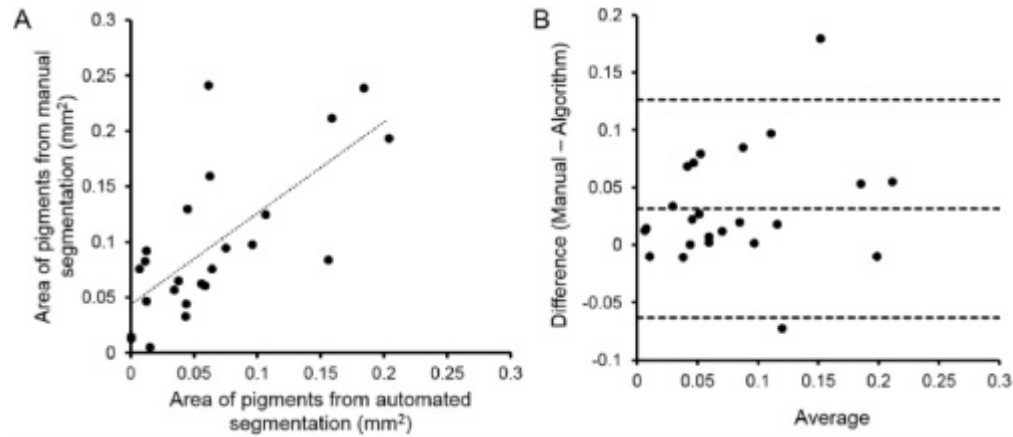 A
0.3
0.25
0.2
0.15
0.1
0.05
0
0 0.05 0.1 0.15 0.2 0.25 0.3
Area of pigments from manual
segmentation (mm²)
Area of pigments from automated
segmentation (mm²)
B
0.2
0.15
0.1
0.05
0
-0.05
-0.1
0 0.05 0.1 0.15 0.2 0.25 0.3
Difference (Manual – Algorithm)
Average